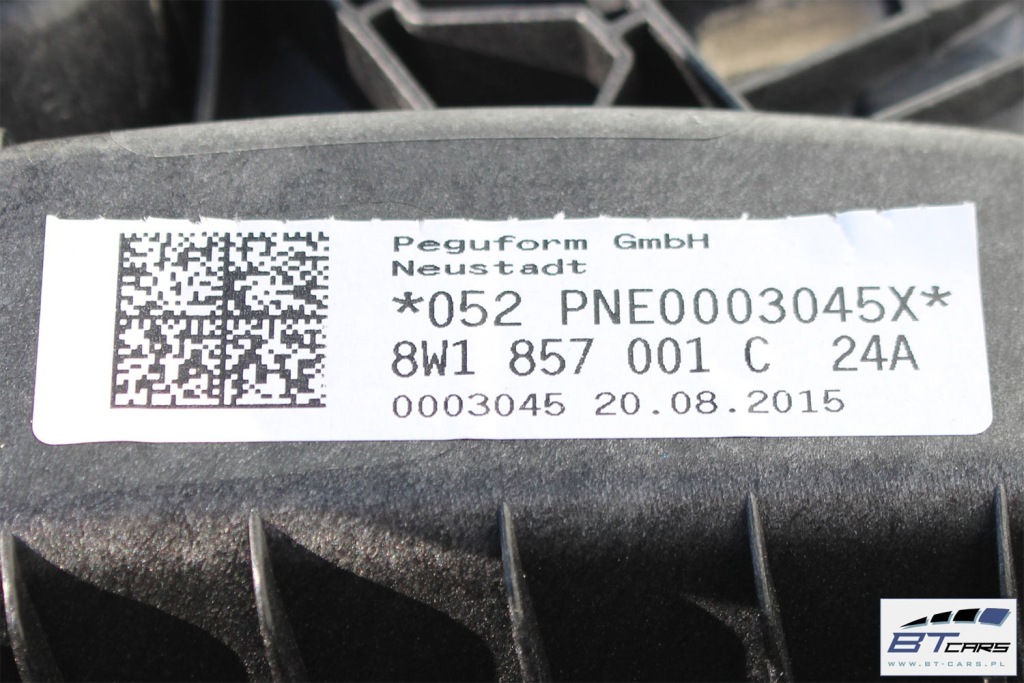 Peguform GmbH
Neustadt
*052 PNE0003045X*
8W1 857 001 C 24A
0003045 20.08.2015
BT CARS
WWW.BT-CARS.PL